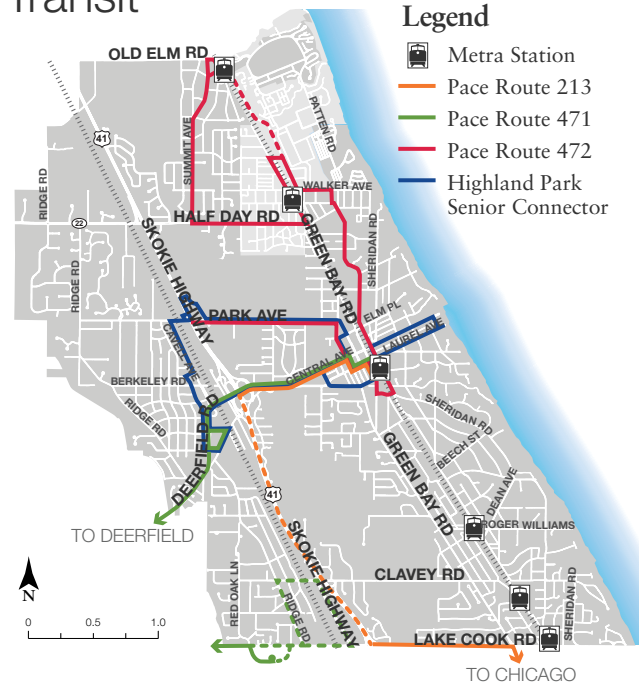 Transit
Legend
Metra Station
Pace Route 213
Pace Route 471
Pace Route 472
Highland Park
Senior Connector
OLD ELM RD
41
PATTEN RD
SUMMIT AVE
RIDGE RD
WALKER AVE
22
HALF DAY RD
SKOKIE HIGHWAY
GREEN BAY RD
SHERIDAN RD
RIDGE RD
ELM PL
PARK AVE
LAUREL AVE
CAVELL AVE
CENTRAL AVE
BERKELEY RD
RIDGE RD
SHERIDAN RD
DEERFIELD RD
BEECH ST
GREEN BAY RD
DEAN AVE
41
ROGER WILLIAMS
TO DEERFIELD
SKOKIE HIGHWAY
CLAVEY RD
RED OAK LN
RIDGE RD
SHERIDAN RD
N
0 0.5 1.0
LAKE COOK RD
TO CHICAGO